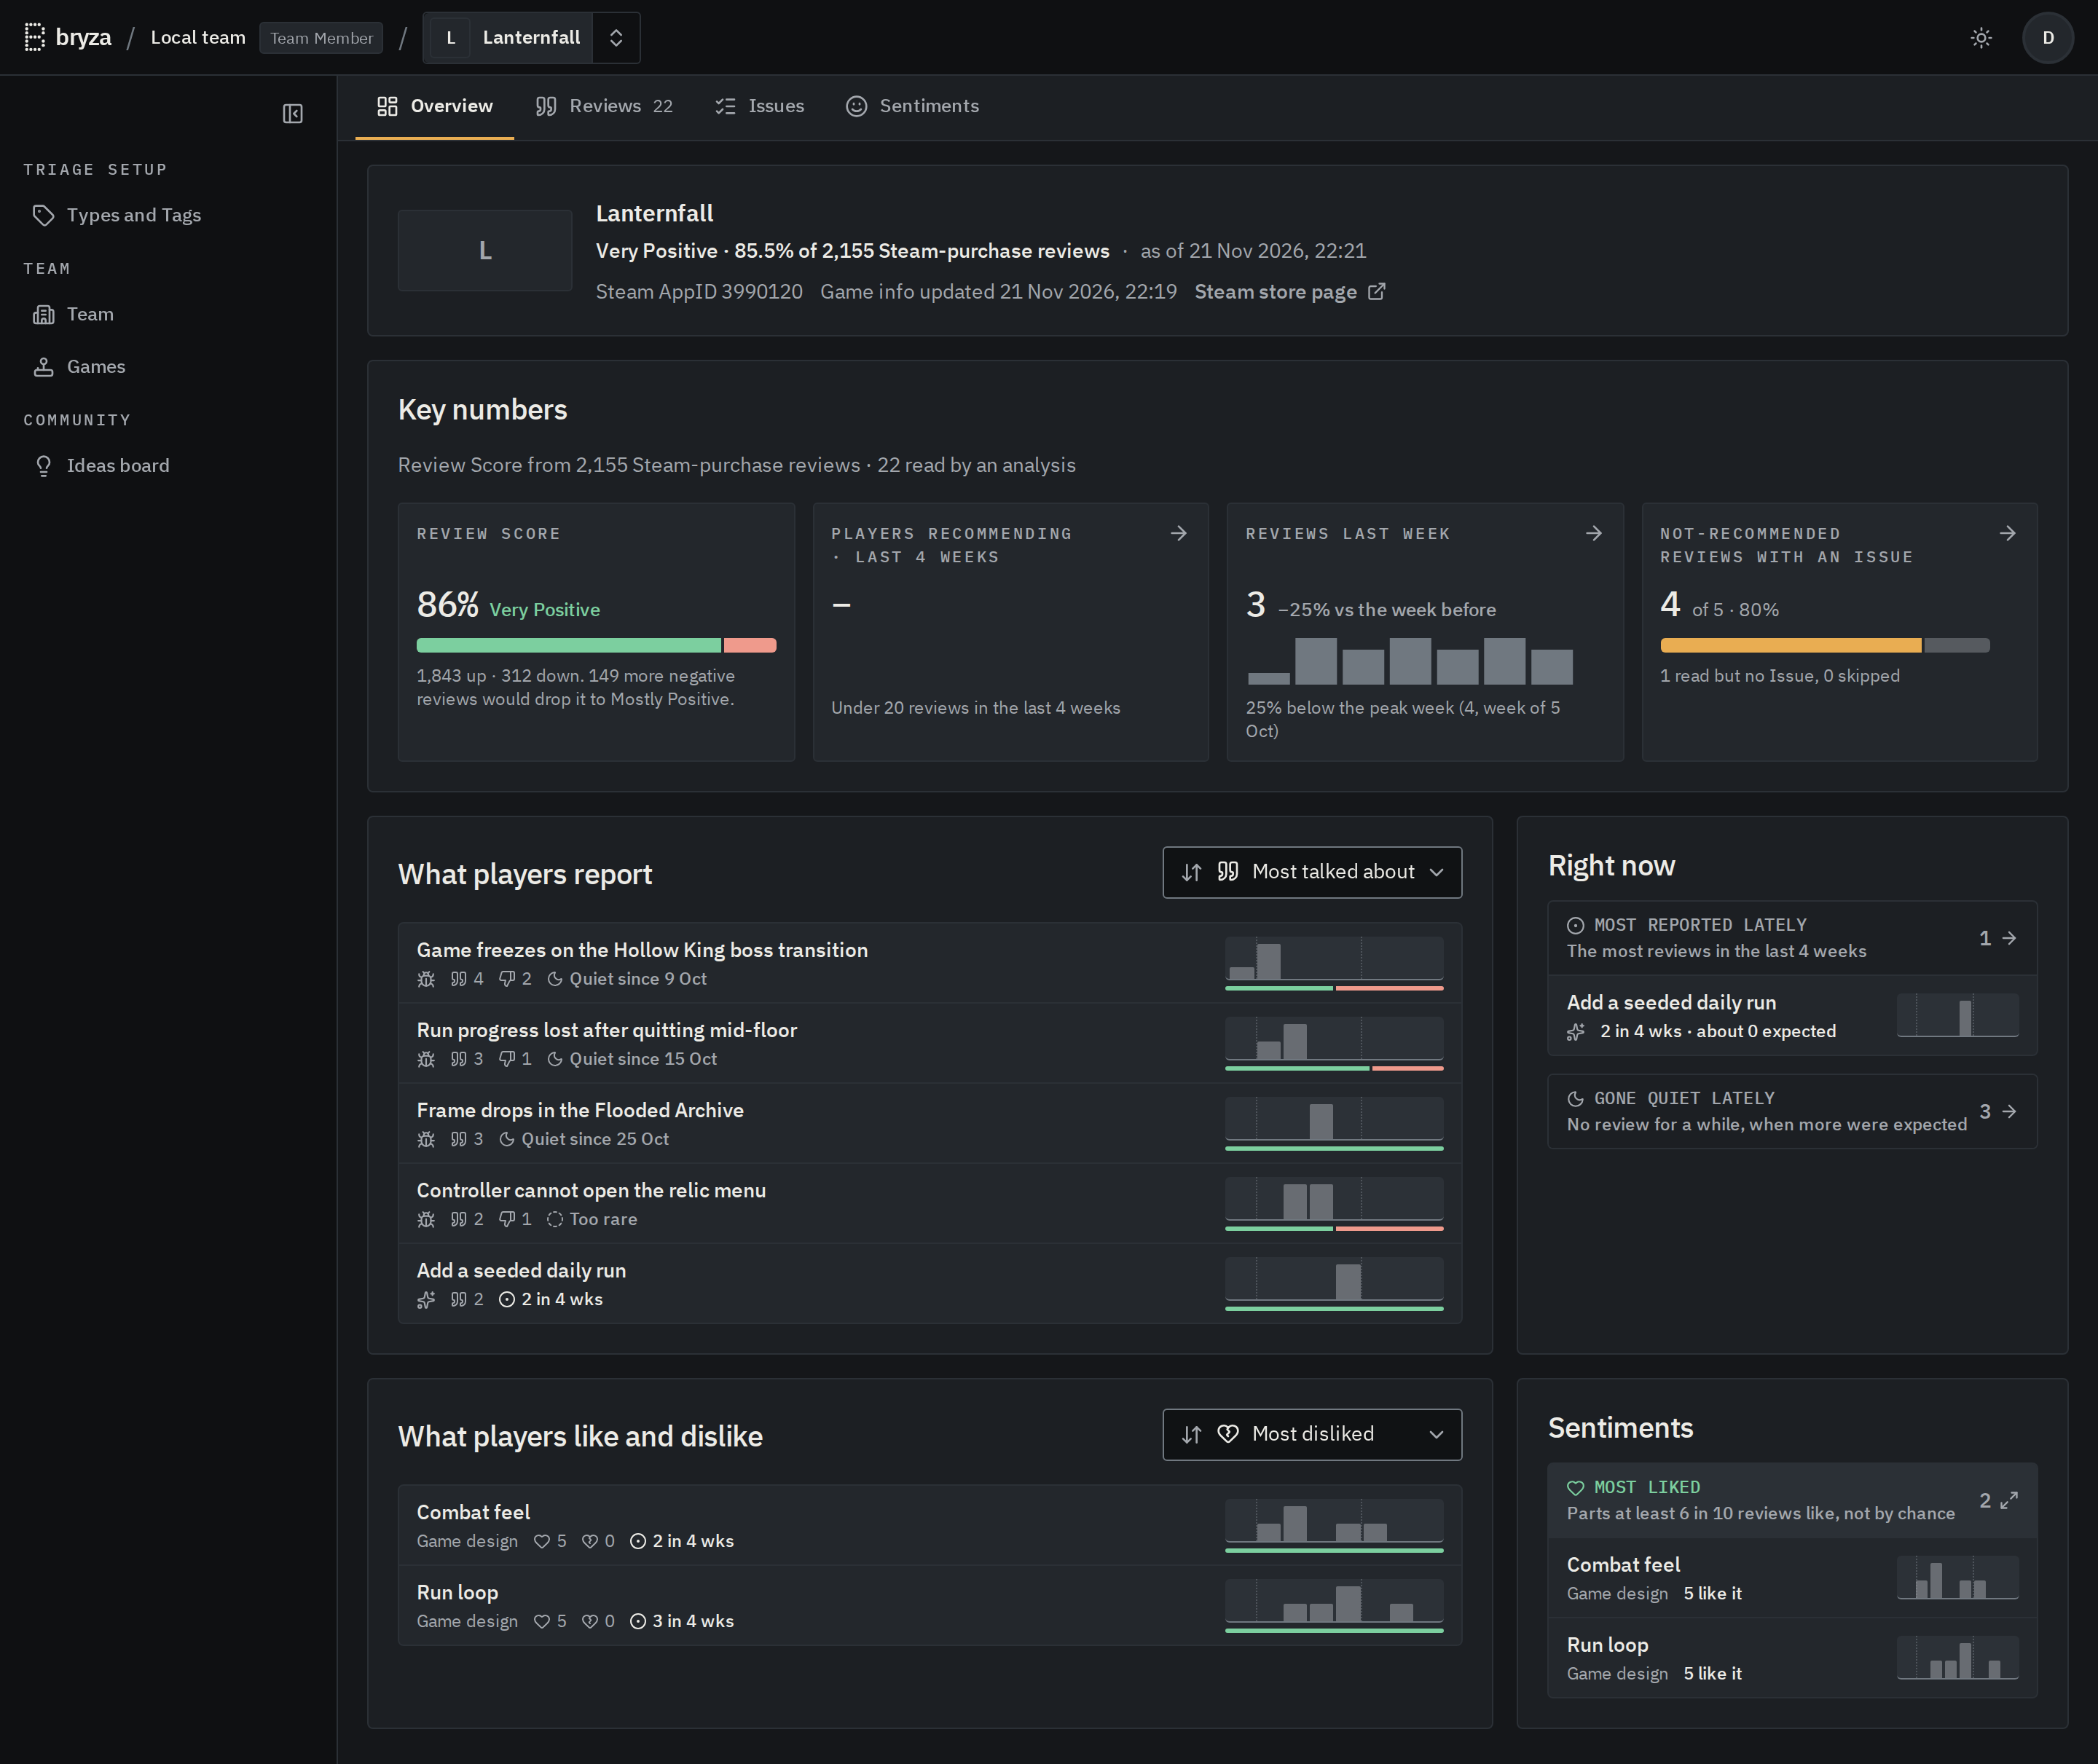 bryza / Local team Team Member / L Lanternfall D
Overview Reviews 22 Issues Sentiments
TRIAGE SETUP
Types and Tags
TEAM
Team
Games
COMMUNITY
Ideas board
L
Lanternfall
Very Positive · 85.5% of 2,155 Steam-purchase reviews · as of 21 Nov 2026, 22:21
Steam AppID 3990120 Game info updated 21 Nov 2026, 22:19 Steam store page
Key numbers
Review Score from 2,155 Steam-purchase reviews · 22 read by an analysis
REVIEW SCORE
86% Very Positive
1,843 up · 312 down. 149 more negative
reviews would drop it to Mostly Positive.
PLAYERS RECOMMENDING
· LAST 4 WEEKS
–
Under 20 reviews in the last 4 weeks
REVIEWS LAST WEEK
3 −25% vs the week before
25% below the peak week (4, week of 5
Oct)
NOT-RECOMMENDED
REVIEWS WITH AN ISSUE
4 of 5 · 80%
1 read but no Issue, 0 skipped
What players report
Most talked about
Game freezes on the Hollow King boss transition
4 2 Quiet since 9 Oct
Run progress lost after quitting mid-floor
3 1 Quiet since 15 Oct
Frame drops in the Flooded Archive
3 Quiet since 25 Oct
Controller cannot open the relic menu
2 1 Too rare
Add a seeded daily run
2 2 in 4 wks
Right now
MOST REPORTED LATELY
The most reviews in the last 4 weeks
1
Add a seeded daily run
2 in 4 wks · about 0 expected
GONE QUIET LATELY
No review for a while, when more were expected
3
What players like and dislike
Most disliked
Combat feel
Game design 5 0 2 in 4 wks
Run loop
Game design 5 0 3 in 4 wks
Sentiments
MOST LIKED
Parts at least 6 in 10 reviews like, not by chance
2
Combat feel
Game design 5 like it
Run loop
Game design 5 like it